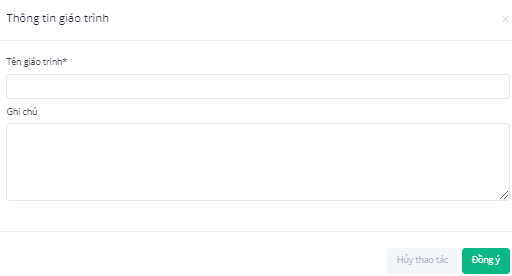 Thông tin giáo trình
×
Tên giáo trình*
Ghi chú
Hủy thao tác
Đồng ý